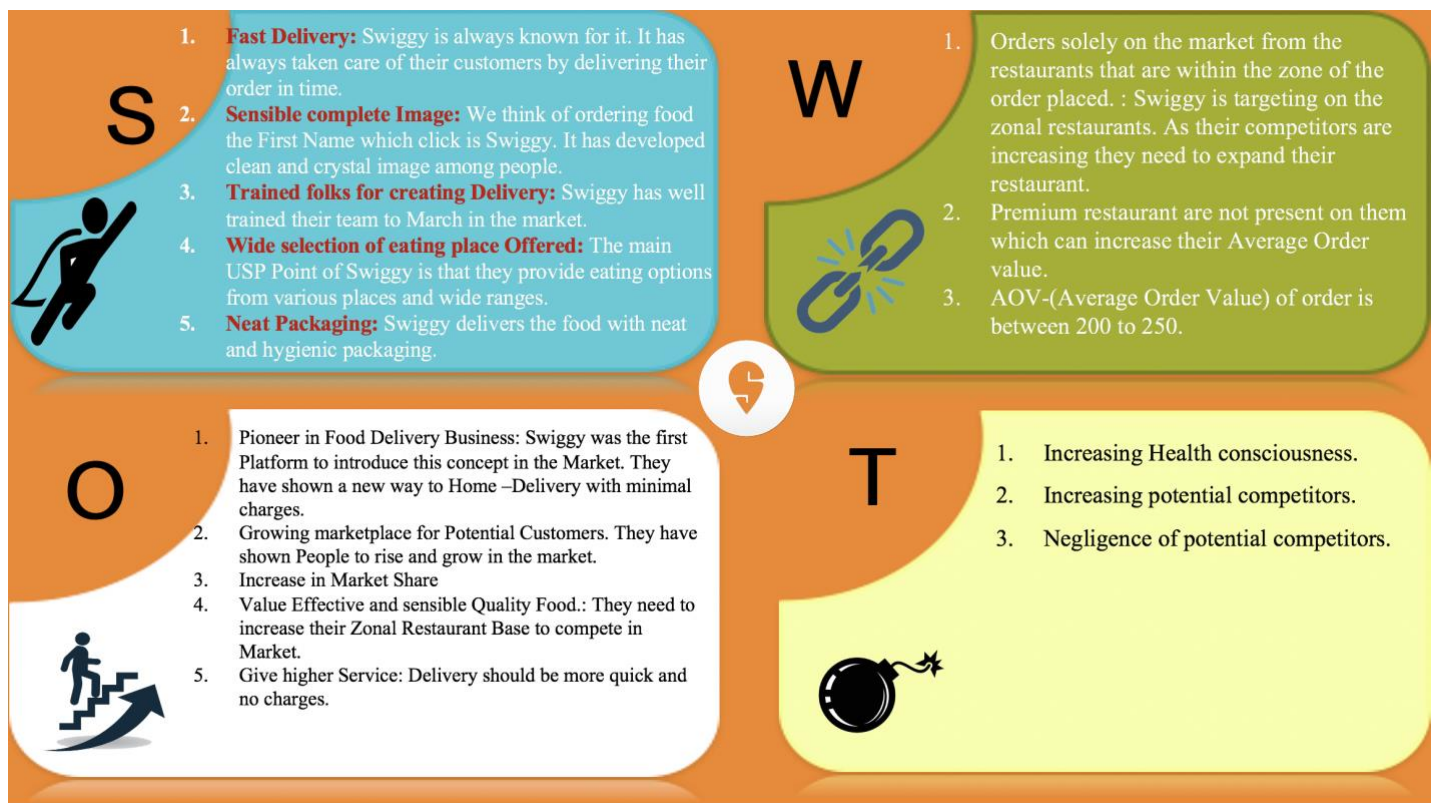 S
1. Fast Delivery: Swiggy is always known for it. It has
always taken care of their customers by delivering their
order in time.
2. Sensible complete Image: We think of ordering food
the First Name which click is Swiggy. It has developed
clean and crystal image among people.
3. Trained folks for creating Delivery: Swiggy has well
trained their team to March in the market.
4. Wide selection of eating place Offered: The main
USP Point of Swiggy is that they provide eating options
from various places and wide ranges.
5. Neat Packaging: Swiggy delivers the food with neat
and hygienic packaging.
W
1. Orders solely on the market from the
restaurants that are within the zone of the
order placed. : Swiggy is targeting on the
zonal restaurants. As their competitors are
increasing they need to expand their
restaurant.
2. Premium restaurant are not present on them
which can increase their Average Order
value.
3. AOV-(Average Order Value) of order is
between 200 to 250.
O
1. Pioneer in Food Delivery Business: Swiggy was the first
Platform to introduce this concept in the Market. They
have shown a new way to Home –Delivery with minimal
charges.
2. Growing marketplace for Potential Customers. They have
shown People to rise and grow in the market.
3. Increase in Market Share
4. Value Effective and sensible Quality Food.: They need to
increase their Zonal Restaurant Base to compete in
Market.
5. Give higher Service: Delivery should be more quick and
no charges.
T
1. Increasing Health consciousness.
2. Increasing potential competitors.
3. Negligence of potential competitors.